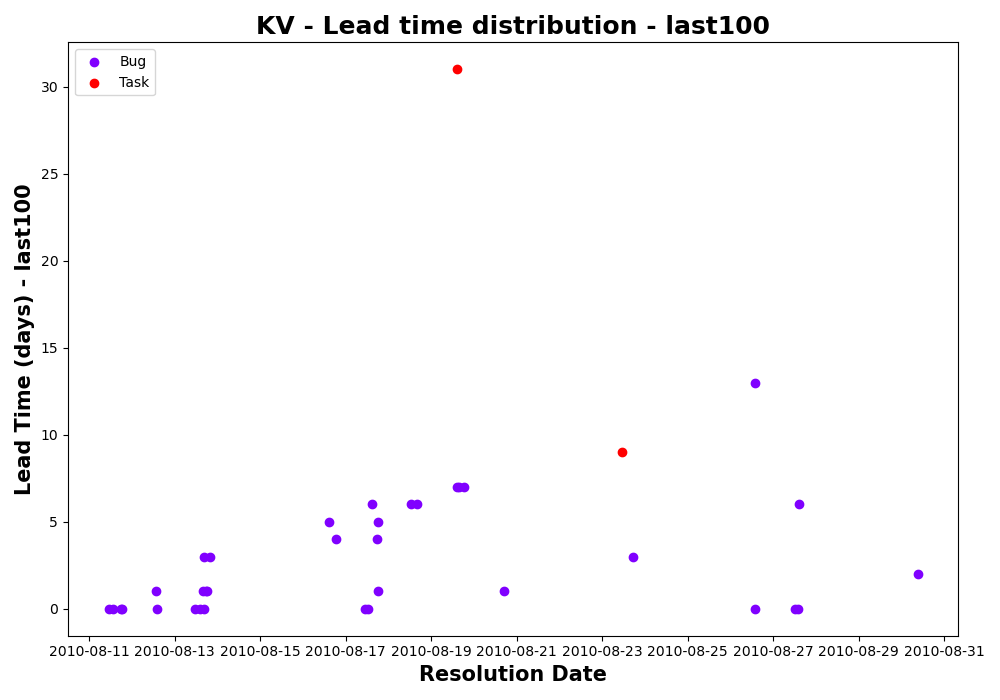 KV - Lead time distribution - last100
Bug
Task
30
25
20
15
10
5
0
Lead Time (days) - last100
2010-08-11 2010-08-13 2010-08-15 2010-08-17 2010-08-19 2010-08-21 2010-08-23 2010-08-25 2010-08-27 2010-08-29 2010-08-31
Resolution Date